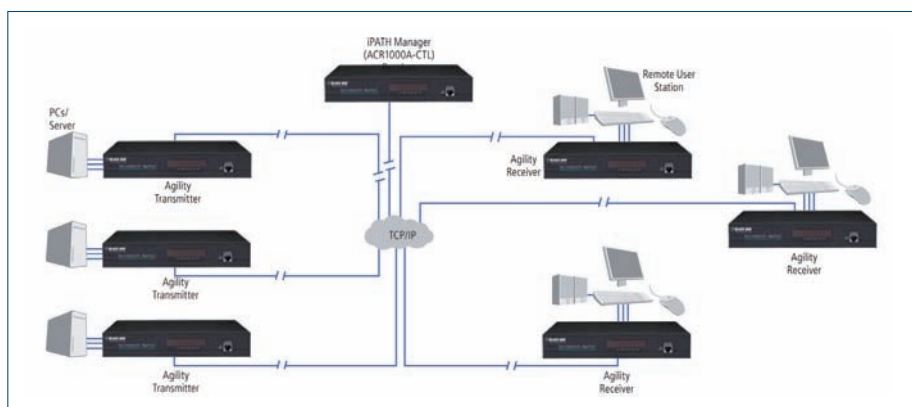 iPATH Manager
(ACR1000A-CTL)
PCs/
Server
Agility
Transmitter
Remote User
Station
Agility
Receiver
TCP/IP
Agility
Receiver
Agility
Transmitter
Agility
Transmitter
Agility
Receiver